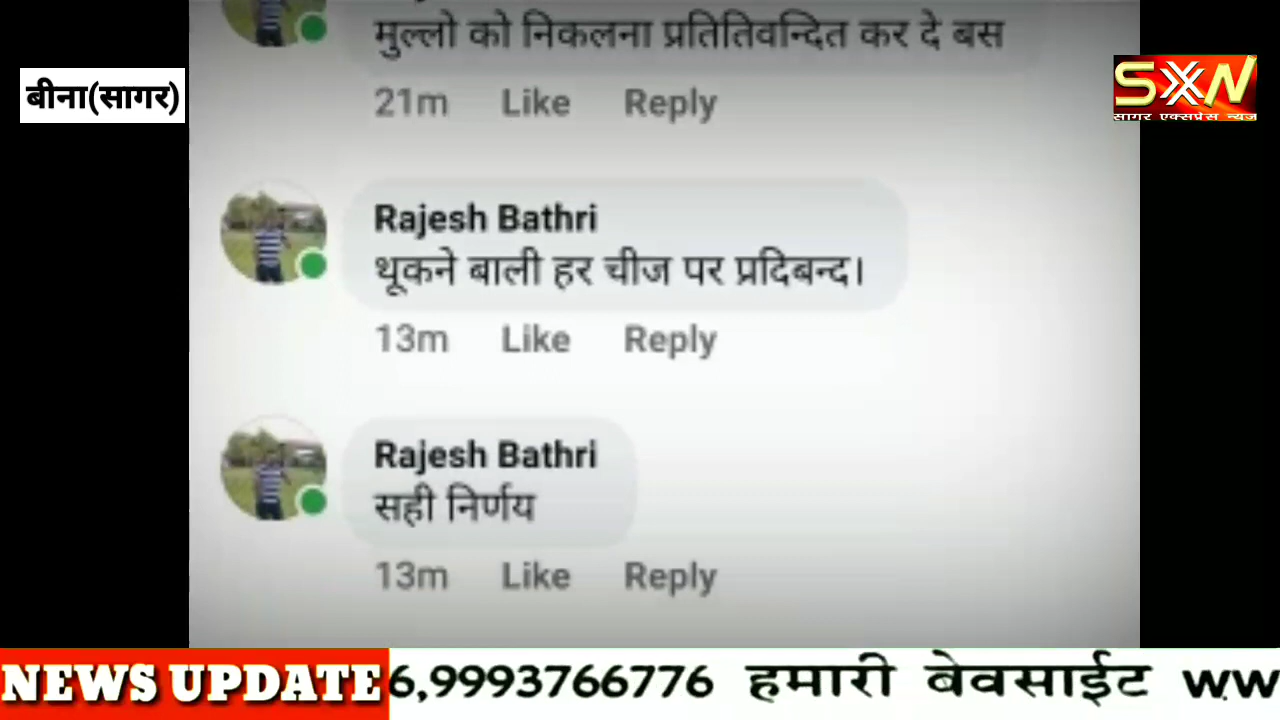 मुल्लो को निकलना प्रतितिवन्दित कर दे बस
21m Like Reply
बीना(सागर)
SXN
सागर एक्सप्रेस न्यूज
Rajesh Bathri
थूकने बाली हर चीज पर प्रदिबन्द।
13m Like Reply
Rajesh Bathri
सही निर्णय
13m Like Reply
NEWS UPDATE 6,9993766776 हमारी वेवसाईट ww